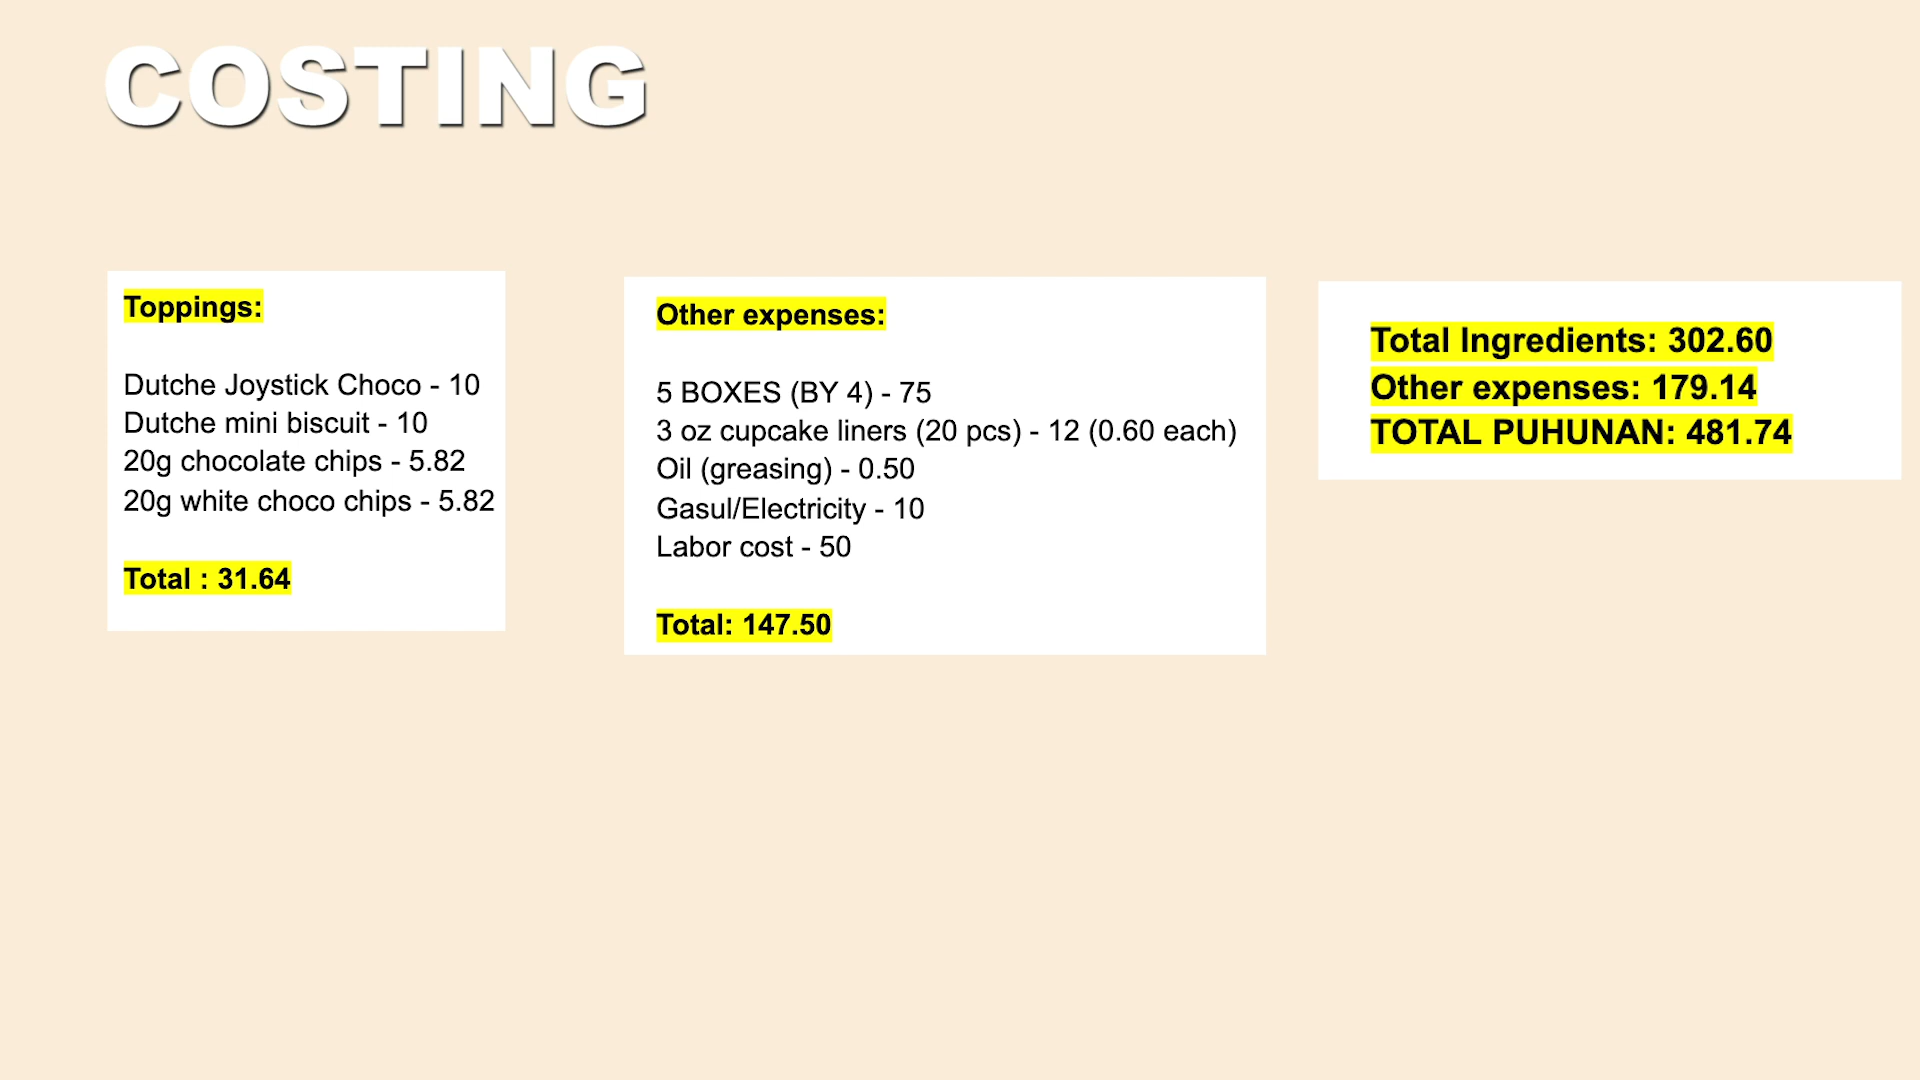 COSTING
Toppings:
Dutche Joystick Choco - 10
Dutche mini biscuit - 10
20g chocolate chips - 5.82
20g white choco chips - 5.82
Total : 31.64
Other expenses:
5 BOXES (BY 4) - 75
3 oz cupcake liners (20 pcs) - 12 (0.60 each)
Oil (greasing) - 0.50
Gasul/Electricity - 10
Labor cost - 50
Total: 147.50
Total Ingredients: 302.60
Other expenses: 179.14
TOTAL PUHUNAN: 481.74